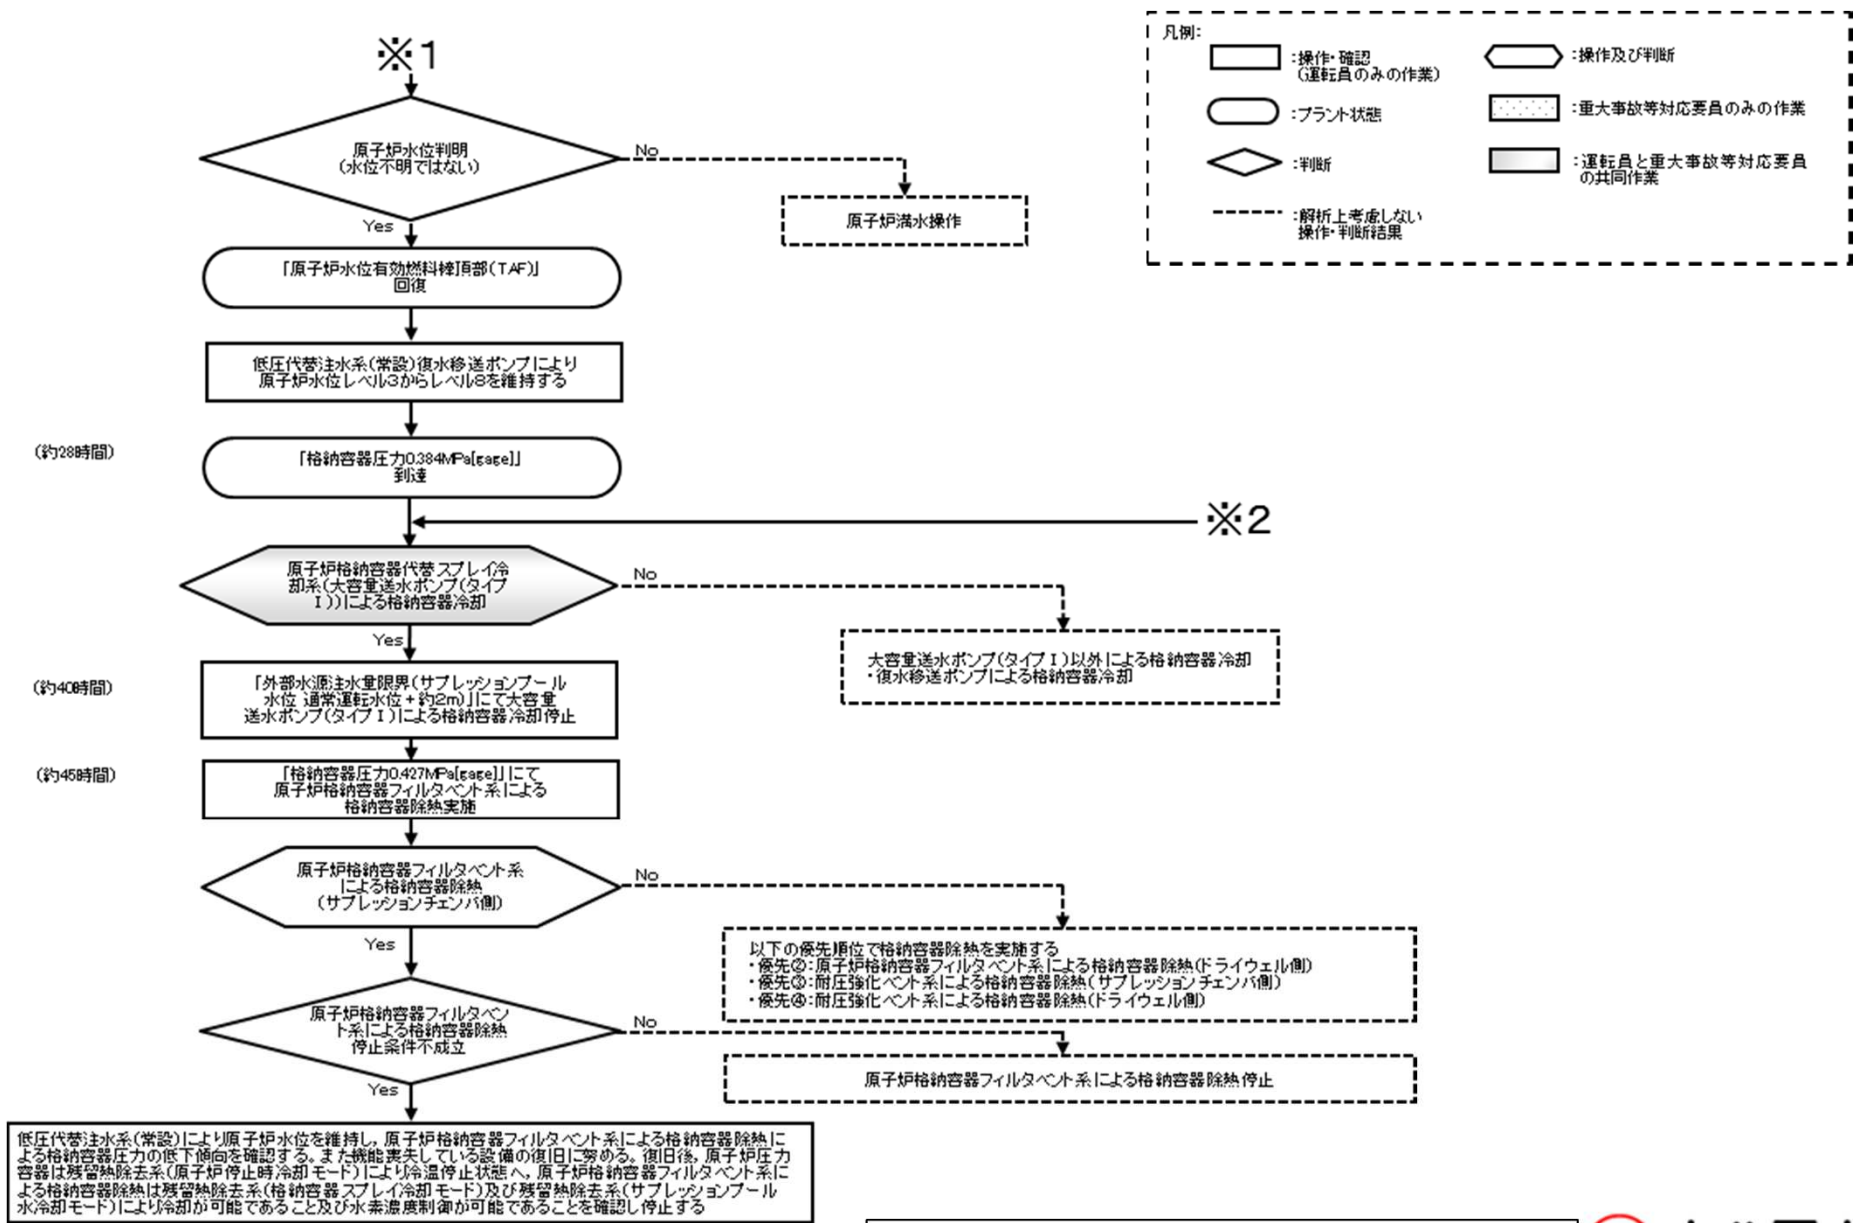 ※1
原子炉水位判明
(水位不明ではない)
No
原子炉満水操作
Yes
「原子炉水位有効燃料棒頂部(TAF)」
回復
低圧代替注水系(常設)復水移送ポンプにより
原子炉水位レベル3からレベル8を維持する
(約28時間)
「格納容器圧力0.384MPa[gage]」
到達
※2
原子炉格納容器代替スプレイ冷
却系(大容量送水ポンプ(タイプ
Ⅰ))による格納容器冷却
No
Yes
大容量送水ポンプ(タイプⅠ)以外による格納容器冷却
・復水移送ポンプによる格納容器冷却
(約40時間)
「外部水源注水量限界(サプレッションプール
水位 通常運転水位+約2m)」にて大容量
送水ポンプ(タイプⅠ)による格納容器冷却停止
(約45時間)
「格納容器圧力0.427MPa[gage]」にて
原子炉格納容器フィルタベント系による
格納容器除熱実施
原子炉格納容器フィルタベント系
による格納容器除熱
(サプレッションチェンバ側)
No
Yes
以下の優先順位で格納容器除熱を実施する
・優先②:原子炉格納容器フィルタベント系による格納容器除熱(ドライウェル側)
・優先③:耐圧強化ベント系による格納容器除熱(サプレッションチェンバ側)
・優先④:耐圧強化ベント系による格納容器除熱(ドライウェル側)
原子炉格納容器フィルタベン
ト系による格納容器除熱
停止条件不成立
No
原子炉格納容器フィルタベント系による格納容器除熱停止
Yes
低圧代替注水系(常設)により原子炉水位を維持し,原子炉格納容器フィルタベント系による格納容器除熱に
よる格納容器圧力の低下傾向を確認する。また機能喪失している設備の復旧に努める。復旧後,原子炉圧力
容器は残留熱除去系(原子炉停止時冷却モード)により冷温停止状態へ,原子炉格納容器フィルタベント系に
よる格納容器除熱は残留熱除去系(格納容器スプレイ冷却モード)及び残留熱除去系(サプレッションプール
水冷却モード)により冷却が可能であること及び水素濃度制御が可能であることを確認し停止する
凡例:
:操作・確認
(運転員のみの作業)
:操作及び判断
:プラント状態
:重大事故等対応要員のみの作業
:判断
:運転員と重大事故等対応要員
の共同作業
:解析上考慮しない
操作・判断結果